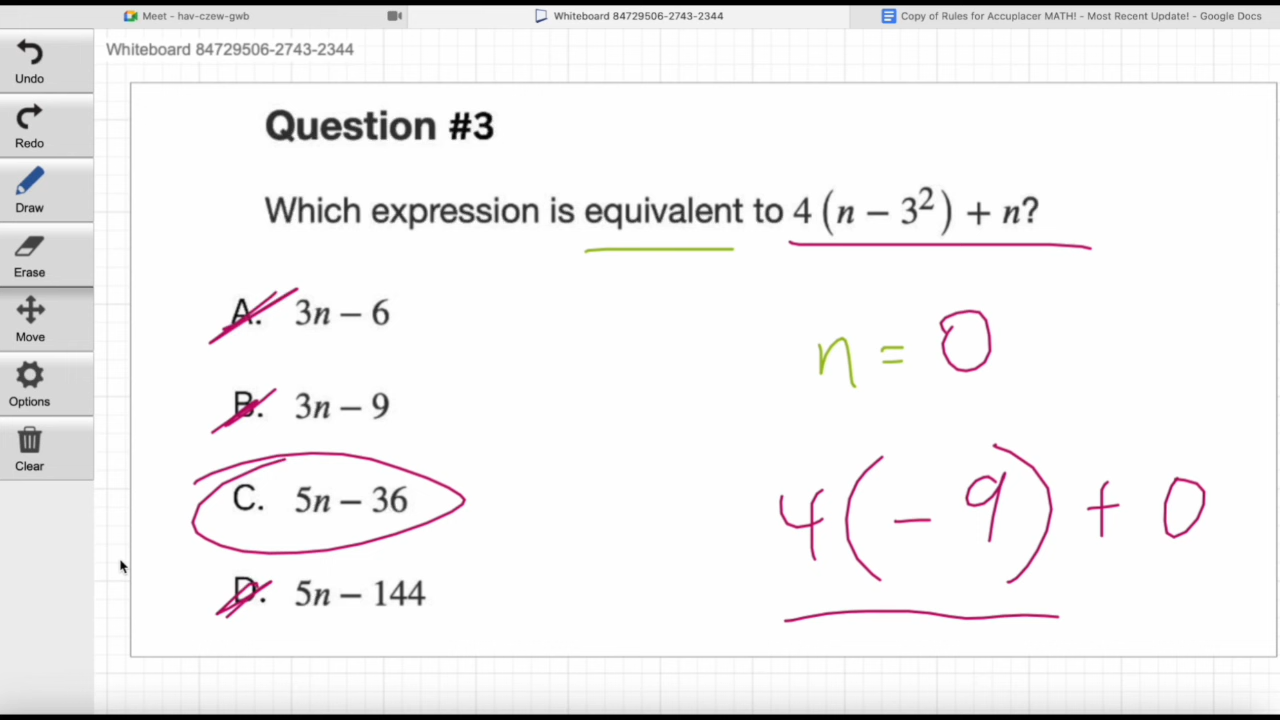 Meet - hav-czew-gwb
Whiteboard 84729506-2743-2344
Copy of Rules for Accuplacer MATH! - Most Recent Update! - Google Docs
Whiteboard 84729506-2743-2344
Undo
Redo
Draw
Erase
Move
Options
Clear
Question #3
Which expression is equivalent to 4 (n − 3²) + n?
A. 3n − 6
B. 3n − 9
C. 5n − 36
D. 5n − 144
n = 0
4(- 9) + 0